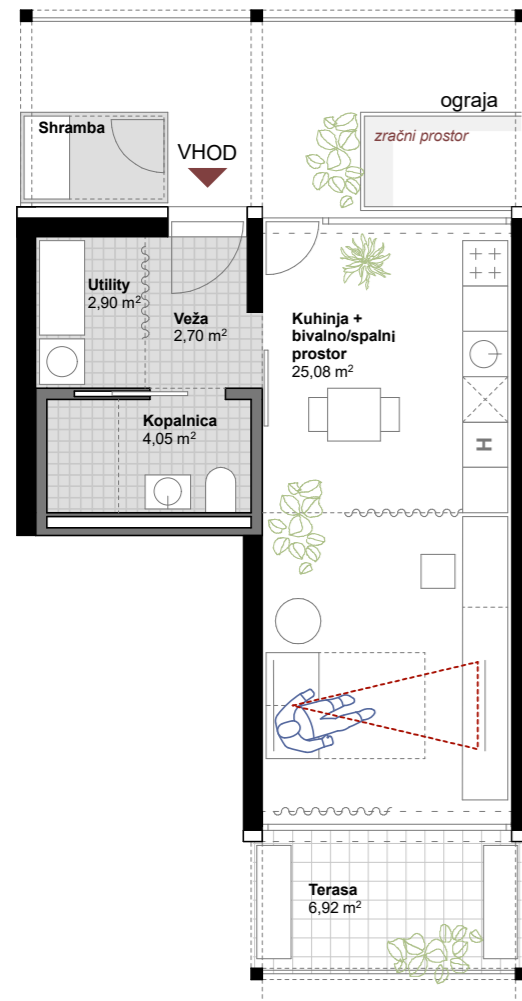 ograja
Shramba
zračni prostor
VHOD
Utility
2,90 m²
Veža
2,70 m²
Kuhinja +
bivalno/spalni
prostor
25,08 m²
Kopalnica
4,05 m²
H
Terasa
6,92 m²